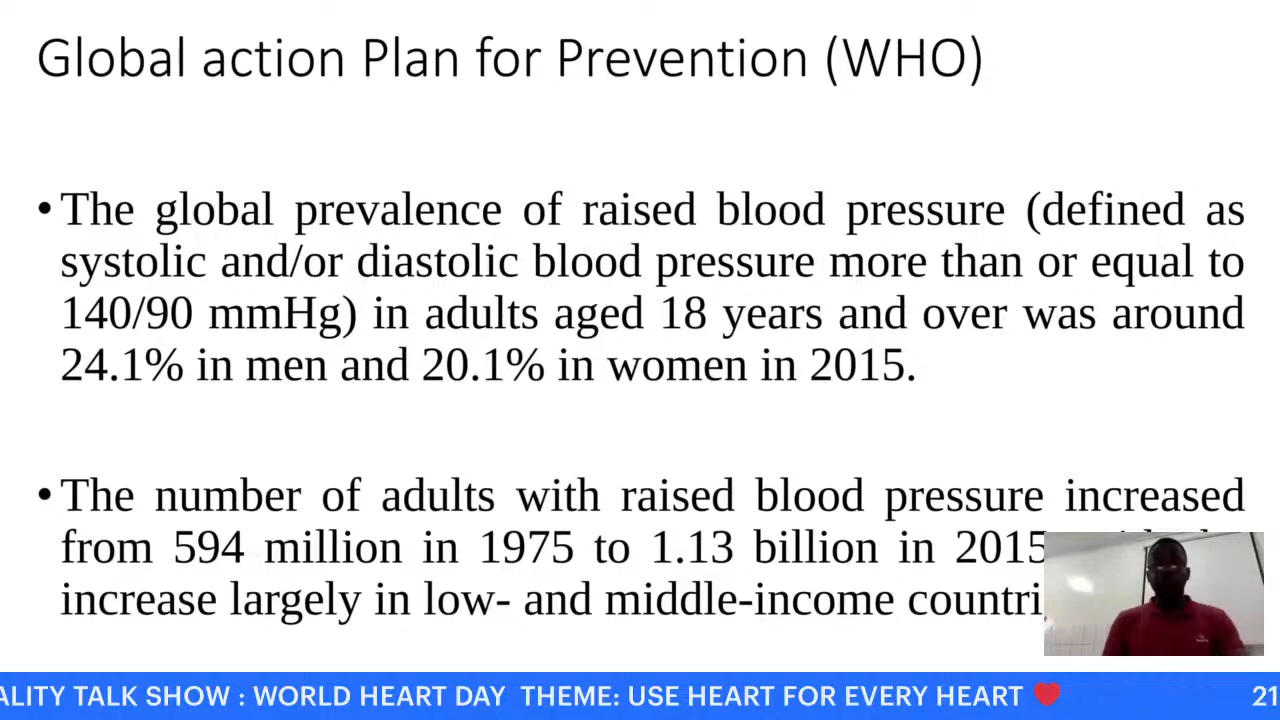 Global action Plan for Prevention (WHO)
• The global prevalence of raised blood pressure (defined as
systolic and/or diastolic blood pressure more than or equal to
140/90 mmHg) in adults aged 18 years and over was around
24.1% in men and 20.1% in women in 2015.
• The number of adults with raised blood pressure increased
from 594 million in 1975 to 1.13 billion in 2015
increase largely in low- and middle-income countri
ALITY TALK SHOW : WORLD HEART DAY THEME: USE HEART FOR EVERY HEART ❤️ 21